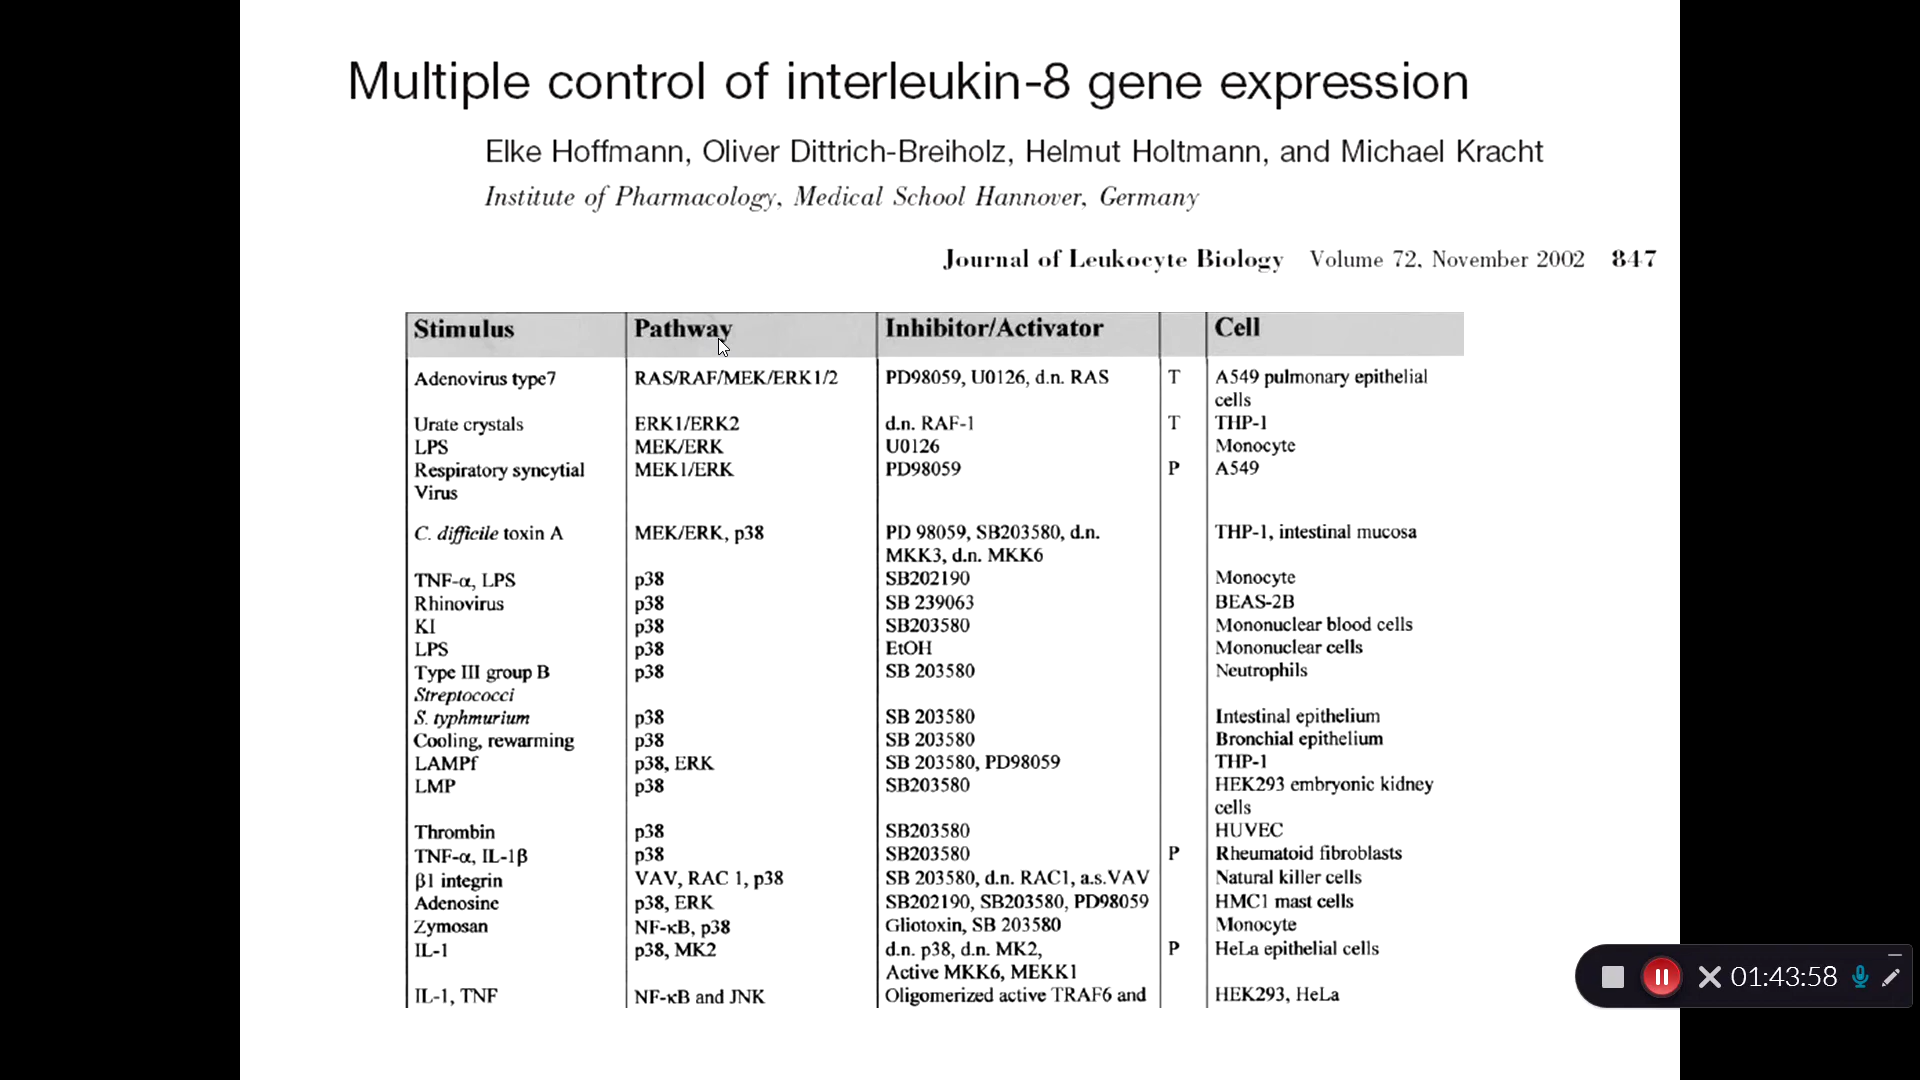 Multiple control of interleukin-8 gene expression
Elke Hoffmann, Oliver Dittrich-Breiholz, Helmut Holtmann, and Michael Kracht
Institute of Pharmacology, Medical School Hannover, Germany
Journal of Leukocyte Biology Volume 72, November 2002 847
Stimulus Pathway Inhibitor/Activator Cell
Adenovirus type7 RAS/RAF/MEK/ERK1/2 PD98059, U0126, d.n. RAS T A549 pulmonary epithelial
cells
Urate crystals ERK1/ERK2 d.n. RAF-1 T THP-1
LPS MEK/ERK U0126 Monocyte
Respiratory syncytial MEK1/ERK PD98059 P A549
Virus
C. difficile toxin A MEK/ERK, p38 PD 98059, SB203580, d.n. THP-1, intestinal mucosa
MKK3, d.n. MKK6
TNF-α, LPS p38 SB202190 Monocyte
Rhinovirus p38 SB 239063 BEAS-2B
KI p38 SB203580 Mononuclear blood cells
LPS p38 EtOH Mononuclear cells
Type III group B p38 SB 203580 Neutrophils
Streptococci
S. typhmurium p38 SB 203580 Intestinal epithelium
Cooling, rewarming p38 SB 203580 Bronchial epithelium
LAMPf p38, ERK SB 203580, PD98059 THP-1
LMP p38 SB203580 HEK293 embryonic kidney
cells
Thrombin p38 SB203580 HUVEC
TNF-α, IL-1β p38 SB203580 P Rheumatoid fibroblasts
β1 integrin VAV, RAC 1, p38 SB 203580, d.n. RAC1, a.s.VAV Natural killer cells
Adenosine p38, ERK SB202190, SB203580, PD98059 HMC1 mast cells
Zymosan NF-κB, p38 Gliotoxin, SB 203580 Monocyte
IL-1 p38, MK2 d.n. p38, d.n. MK2, P HeLa epithelial cells
Active MKK6, MEKK1
IL-1, TNF NF-κB and JNK Oligomerized active TRAF6 and HEK293, HeLa
01:43:58